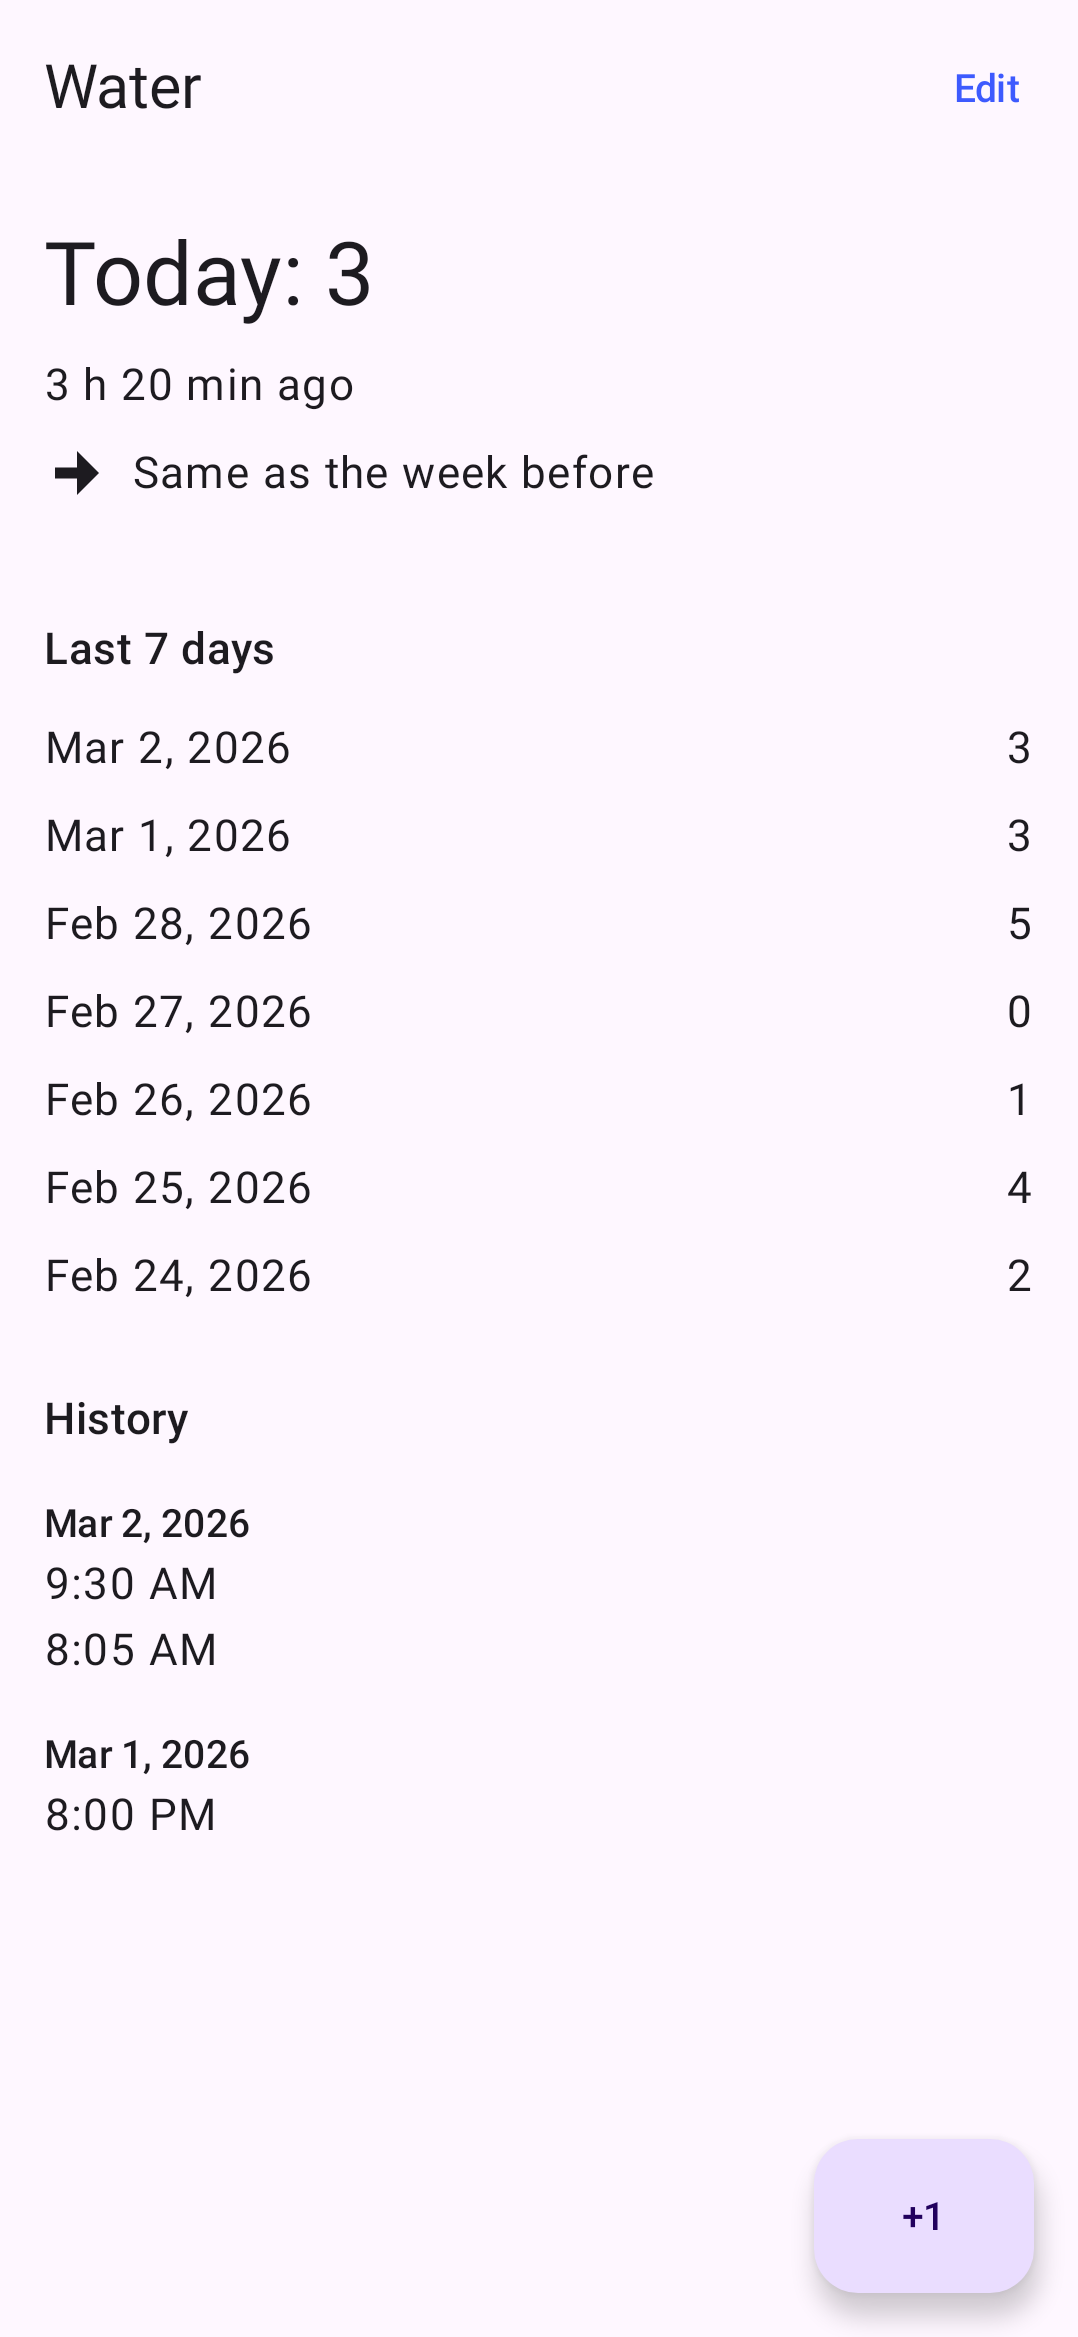 Water
Edit
Today: 3
3 h 20 min ago
Same as the week before
Last 7 days
Mar 2, 2026 3
Mar 1, 2026 3
Feb 28, 2026 5
Feb 27, 2026 0
Feb 26, 2026 1
Feb 25, 2026 4
Feb 24, 2026 2
History
Mar 2, 2026
9:30 AM
8:05 AM
Mar 1, 2026
8:00 PM
+1